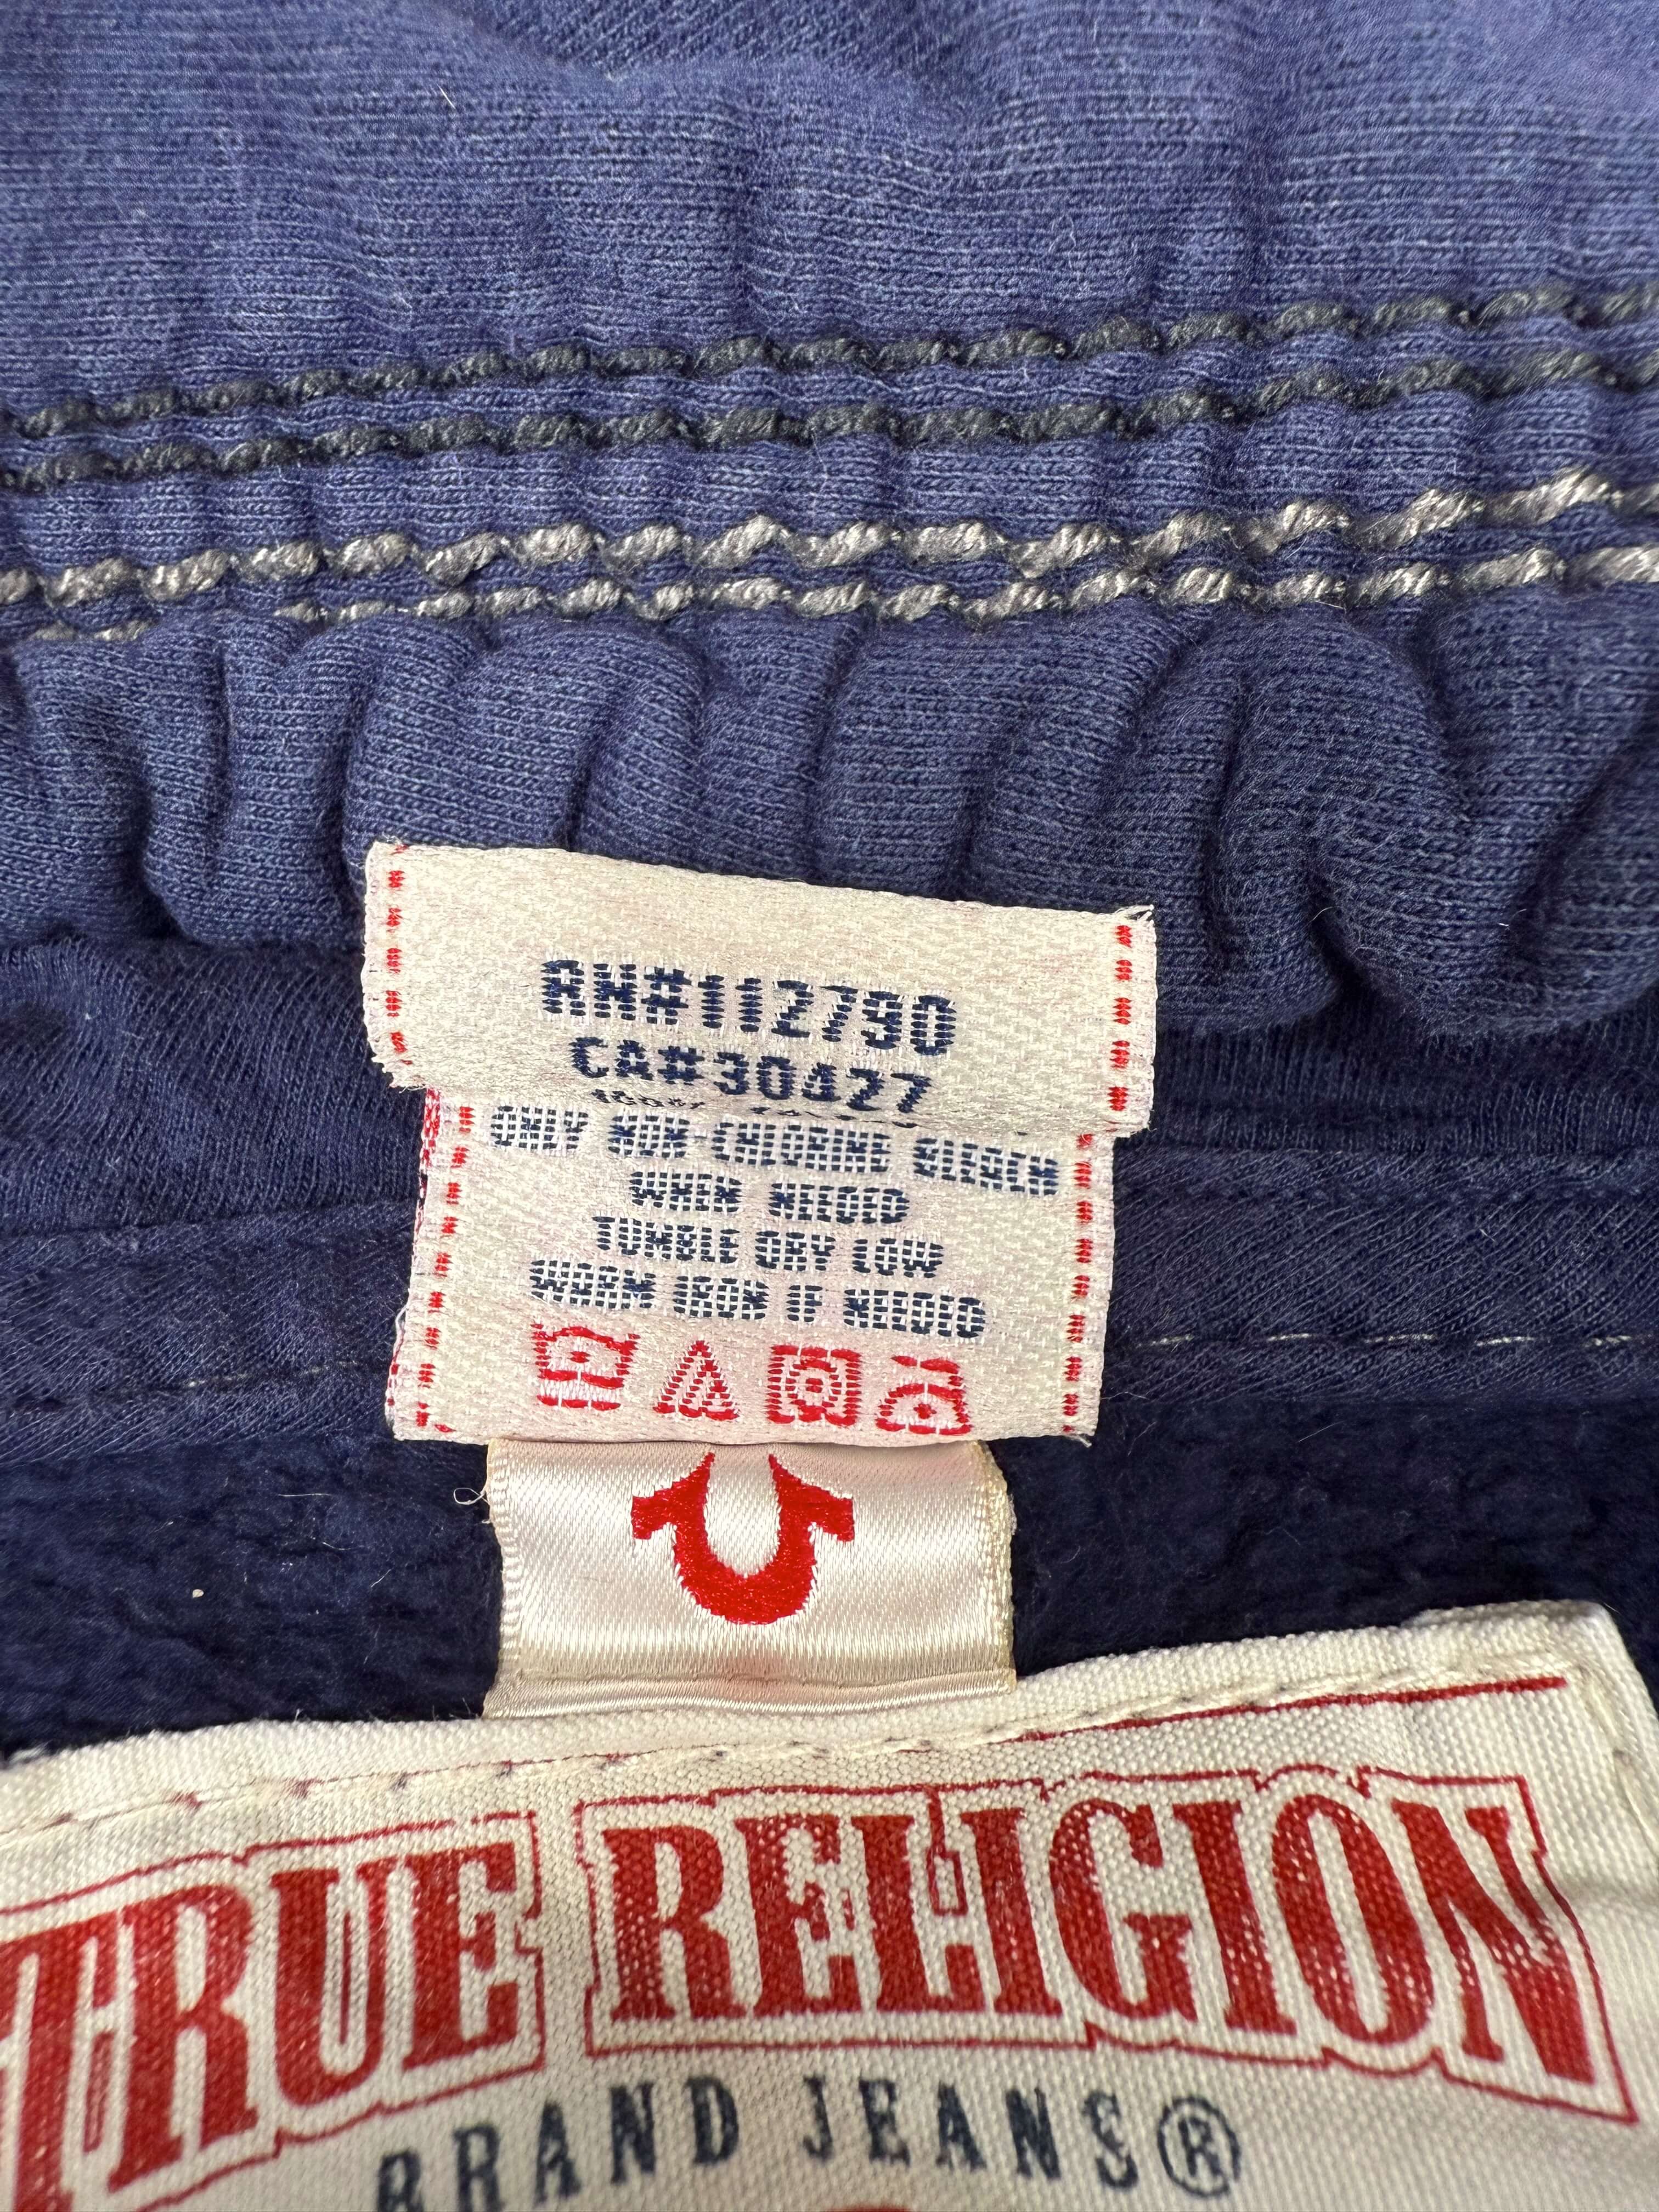 RN#112790
CA#30427
ONLY NON-CHLORINE BLEACH
WHEN NEEDED
TUMBLE DRY LOW
WARM IRON IF NEEDED
TRUE RELIGION
BRAND JEANS®